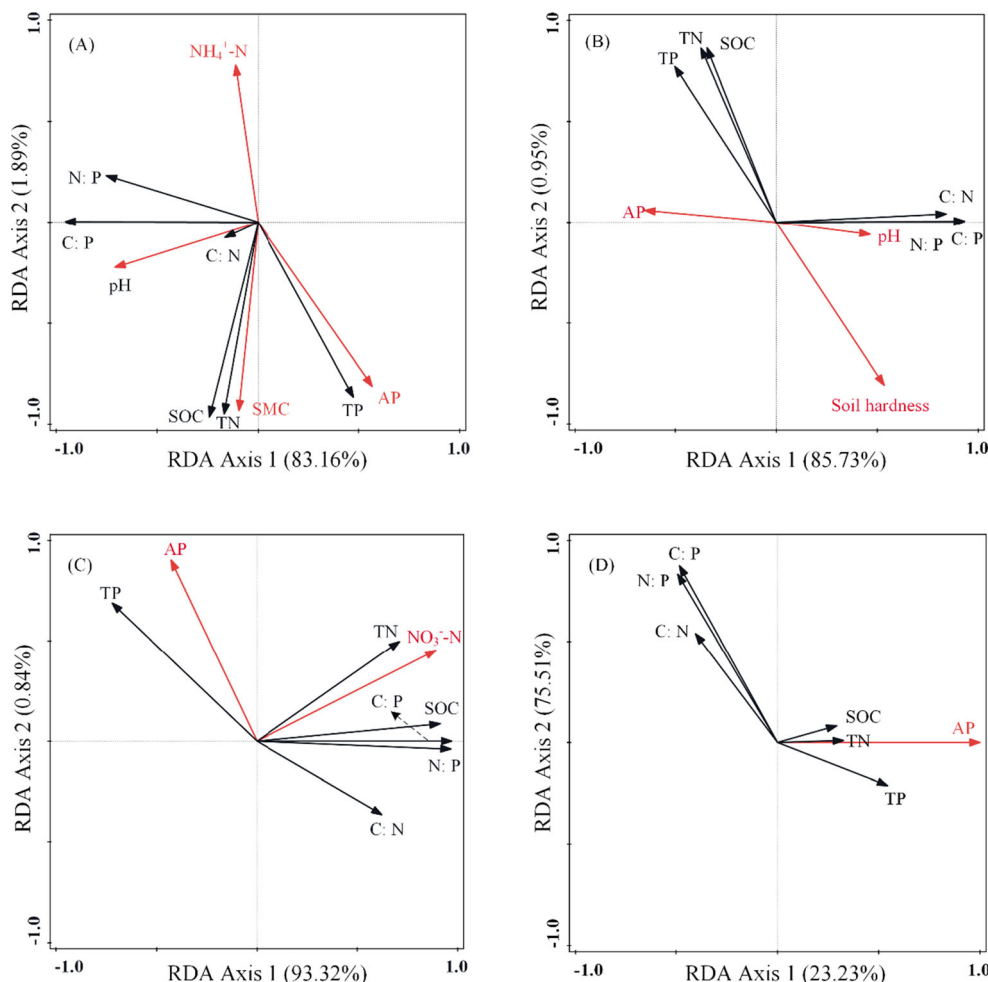 1.0
(A)
NH₄⁺-N
N: P
C: P
C: N
pH
SOC
TN
SMC
TP
AP
RDA Axis 2 (1.89%)
-1.0
-1.0
1.0
RDA Axis 1 (83.16%)
1.0
(B)
TN
SOC
TP
AP
C: N
pH
N: P
C: P
Soil hardness
RDA Axis 2 (0.95%)
-1.0
-1.0
1.0
RDA Axis 1 (85.73%)
1.0
(C)
AP
TP
TN
NO₃⁻-N
C: P
SOC
N: P
C: N
RDA Axis 2 (0.84%)
-1.0
-1.0
1.0
RDA Axis 1 (93.32%)
1.0
(D)
C: P
N: P
C: N
SOC
TN
AP
TP
RDA Axis 2 (75.51%)
-1.0
-1.0
1.0
RDA Axis 1 (23.23%)